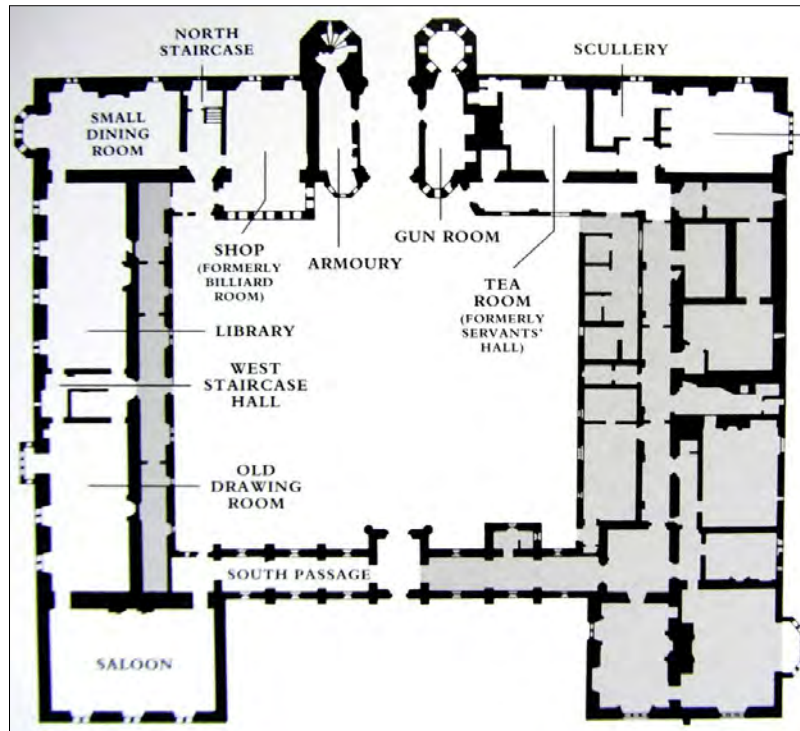 NORTH
STAIRCASE
SCULLERY
SMALL
DINING
ROOM
SHOP
(FORMERLY
BILLIARD
ROOM)
ARMOURY
GUN ROOM
TEA
ROOM
(FORMERLY
SERVANTS'
HALL)
LIBRARY
WEST
STAIRCASE
HALL
OLD
DRAWING
ROOM
SOUTH PASSAGE
SALOON